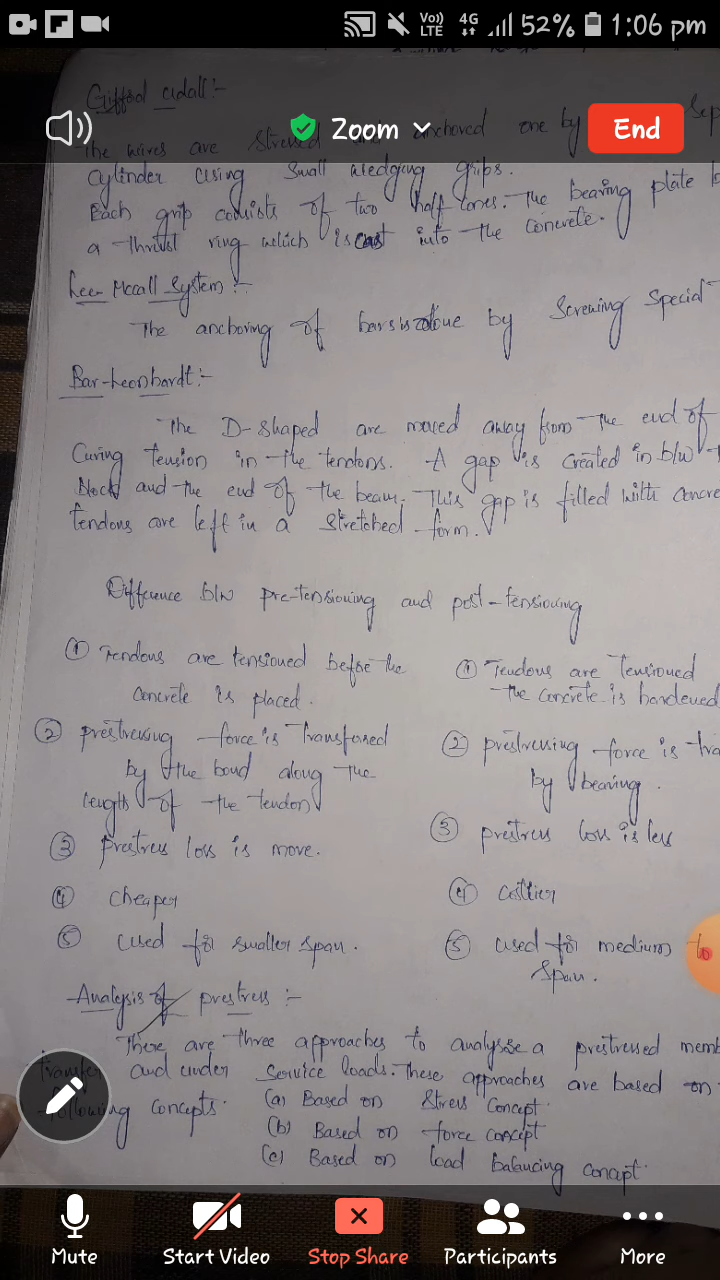 Vo)) LTE 4G 52% 1:06 pm
Gifford udall:-
Zoom
End
The wires are stressed and anchored one by Sep
cylinder using small wedging grips.
Each grip consists of two half cones. The bearing plate
a thrust ring which is cast into the concrete.
Lee-Mccall System:-
The anchoring of bars is done by Screwing Special
Bar-Leonhardt:-
The D-Shaped are moved away from The end of
Curing tension in the tendons. A gap is created in b/w
block and the end of the beam. This gap is filled with concre
tendons are left in a stretched form.
Difference b/w pre-tensioning and post-tensioning
① Tendons are tensioned before the
concrete is placed.
① Tendons are Tensioned
The concrete is hardened
② prestressing force is Transfered
by the bond along the
length of the tendon
② prestressing force is tra
by bearing.
③ prestress loss is more.
③ prestress loss is less
④ cheaper
④ costlier
⑤ used for smaller span.
⑤ used for medium to
span.
Analysis of prestress:-
There are three approaches to analyse a prestressed memb
transfer and under service loads. These approaches are based on
following concepts. (a) Based on Stress Concept.
(b) Based on force concept
(c) Based on load balancing concept.
Mute Start Video Stop Share Participants More